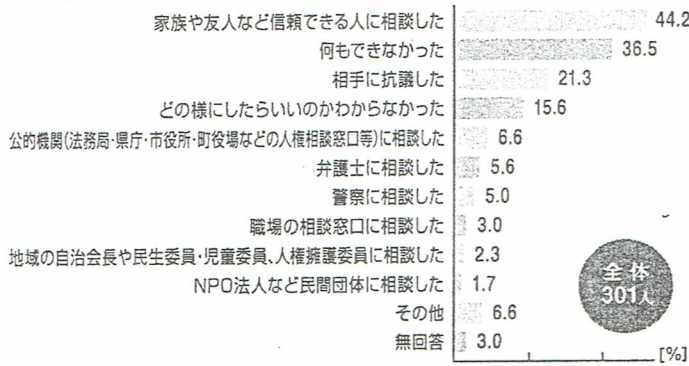 家族や友人など信頼できる人に相談した 44.2
何もできなかった 36.5
相手に抗議した 21.3
どの様にしたらいいのかわからなかった 15.6
公的機関(法務局・県庁・市役所・町役場などの人権相談窓口等)に相談した 6.6
弁護士に相談した 5.6
警察に相談した 5.0
職場の相談窓口に相談した 3.0
地域の自治会長や民生委員・児童委員、人権擁護委員に相談した 2.3
NPO法人など民間団体に相談した 1.7
その他 6.6
無回答 3.0
全体
301人
[%]